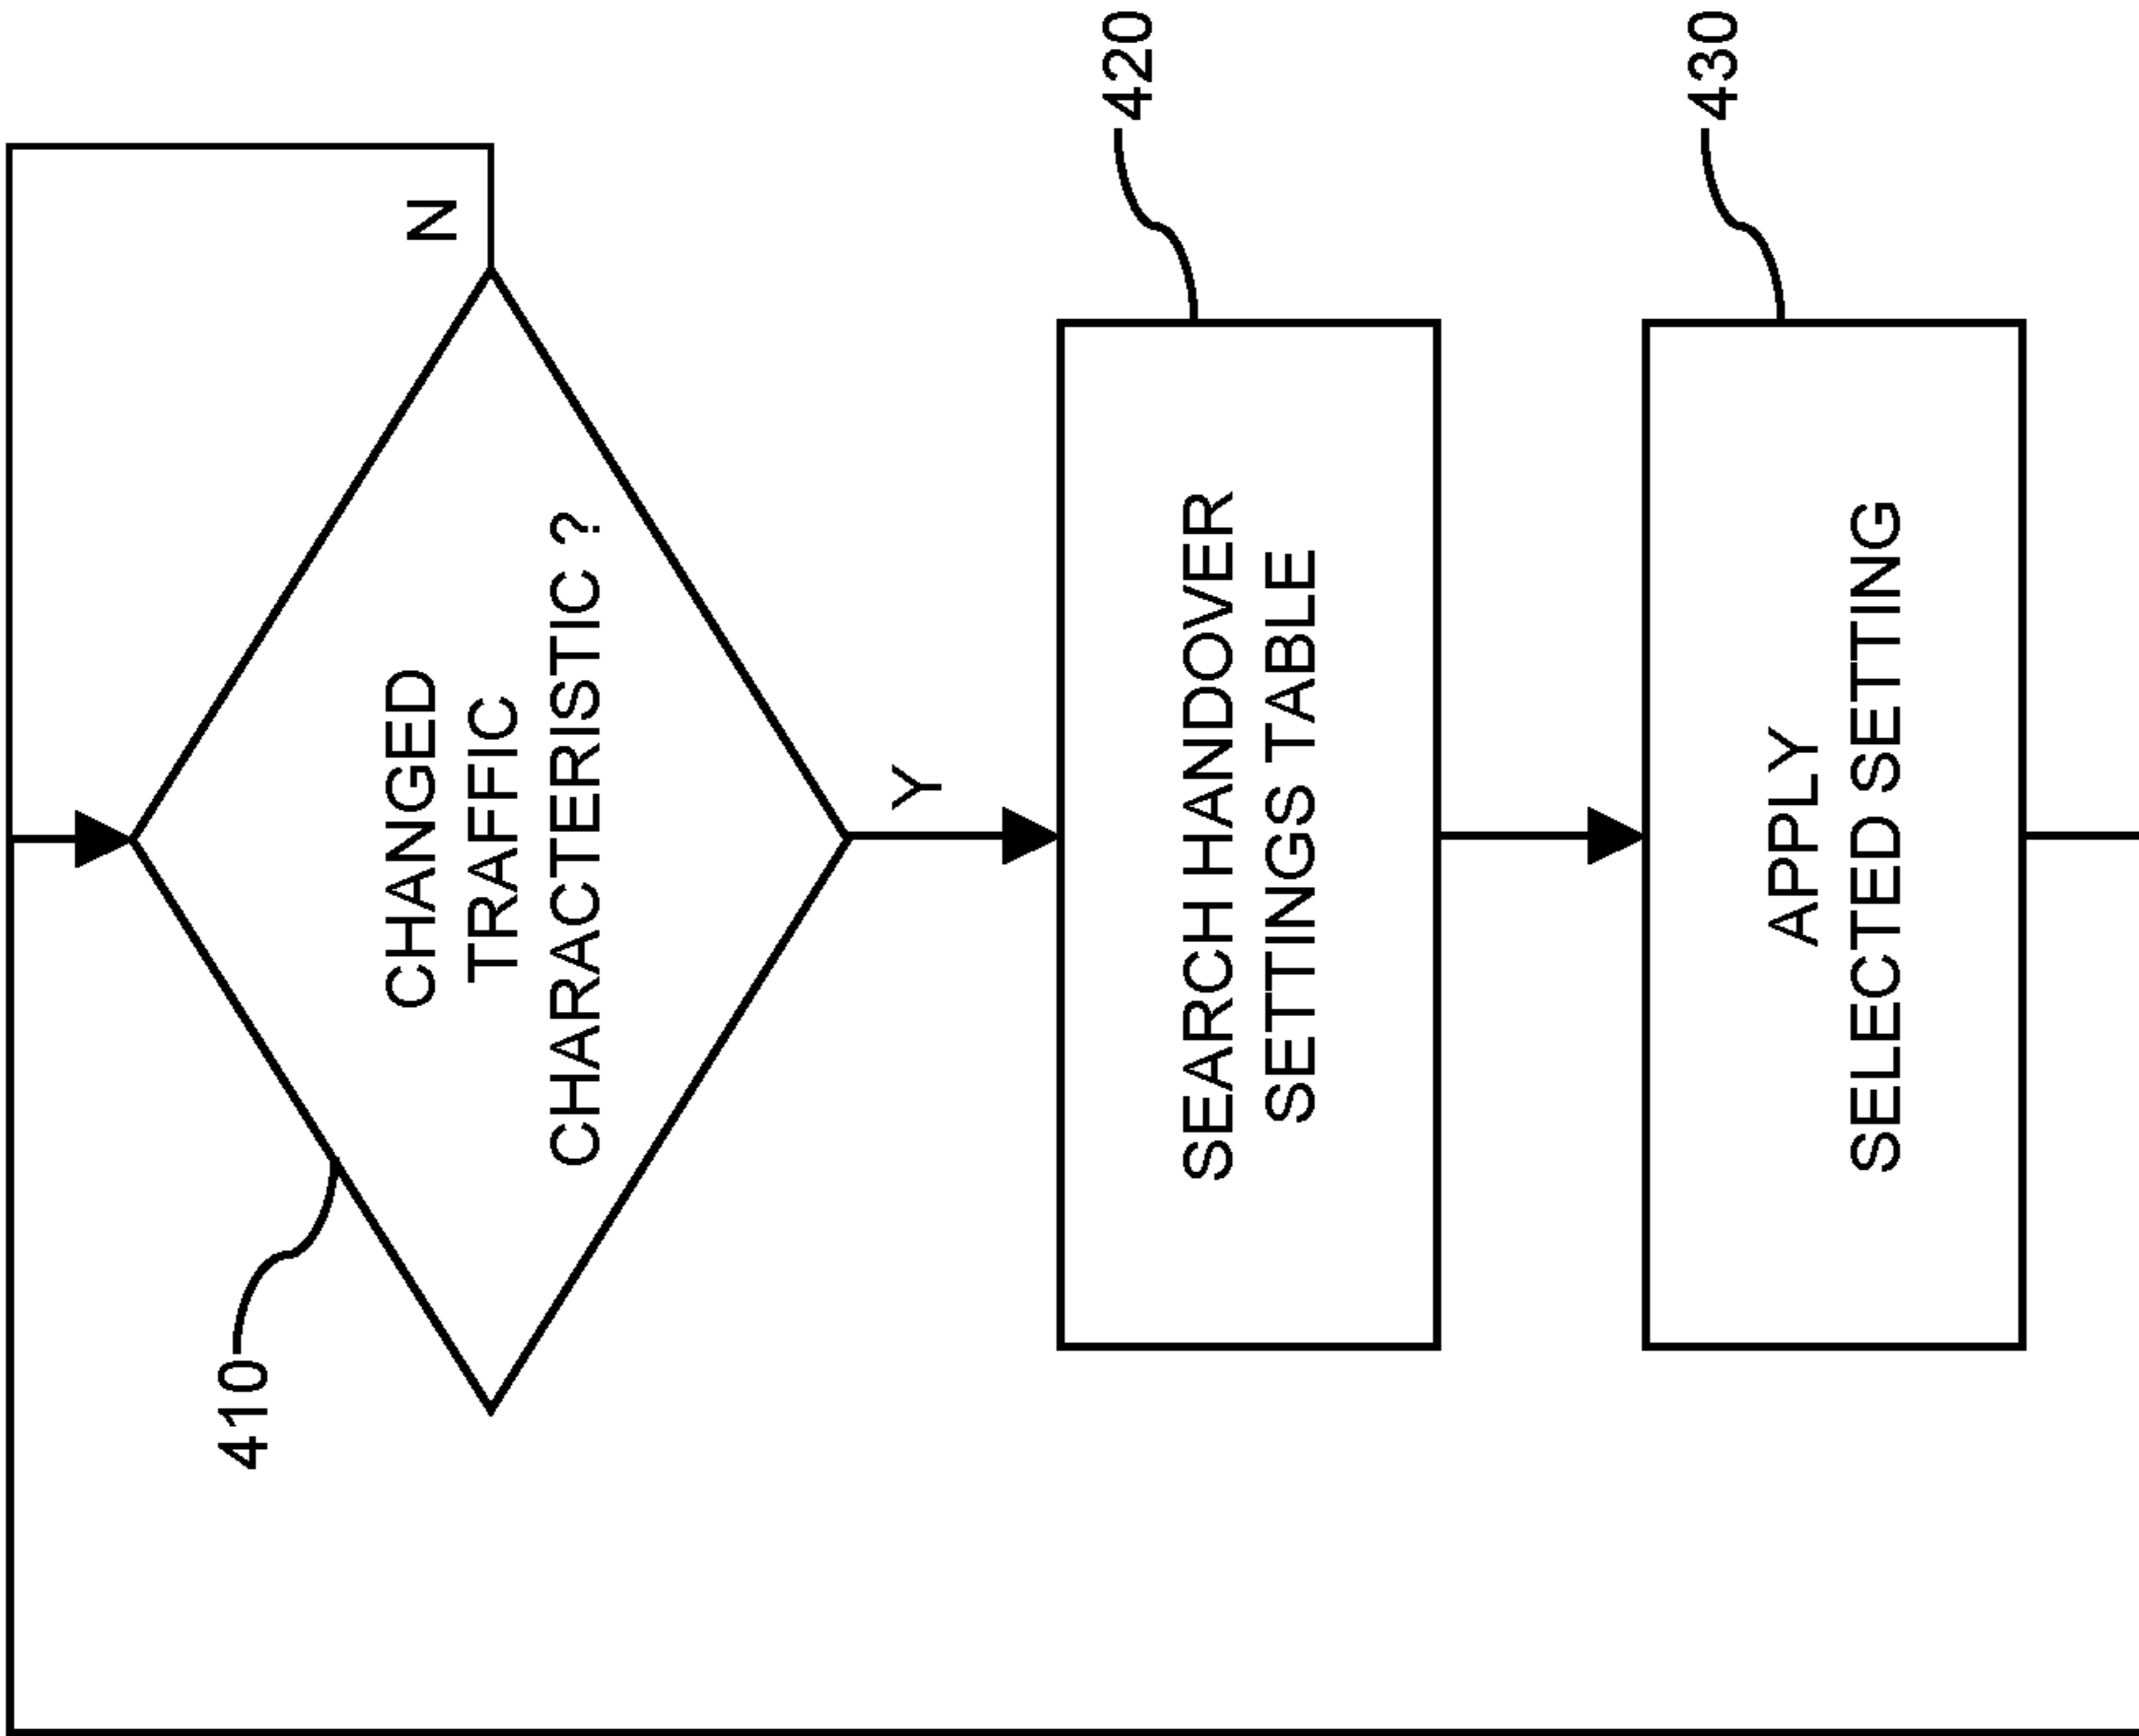 410
CHANGED
TRAFFIC
CHARACTERISTIC ?
N
Y
SEARCH HANDOVER
SETTINGS TABLE
420
APPLY
SELECTED SETTING
430